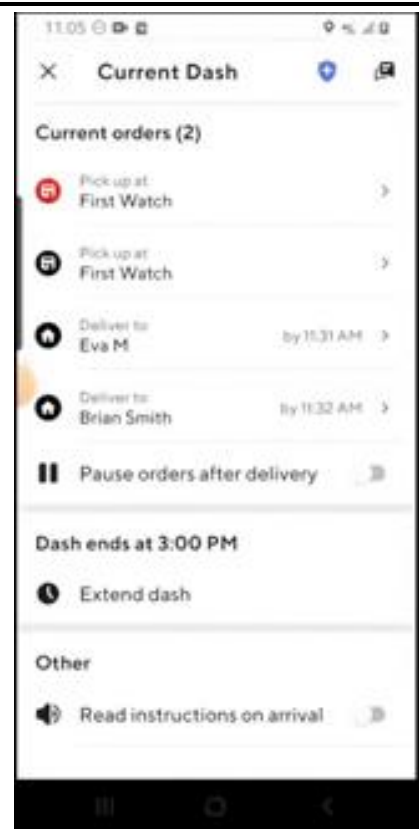 11:05
Current Dash
Current orders (2)
Pick up at
First Watch
Pick up at
First Watch
Deliver to
Eva M
by 11:31 AM
Deliver to
Brian Smith
by 11:32 AM
Pause orders after delivery
Dash ends at 3:00 PM
Extend dash
Other
Read instructions on arrival